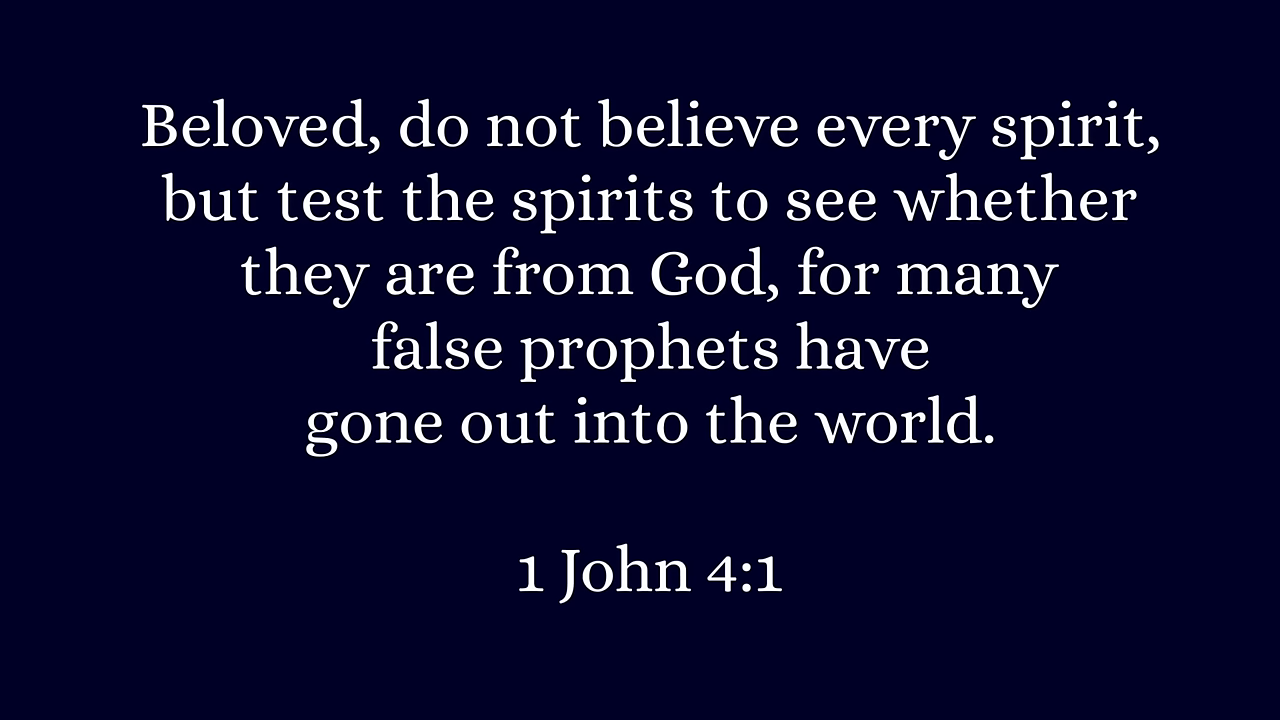 Beloved, do not believe every spirit,
but test the spirits to see whether
they are from God, for many
false prophets have
gone out into the world.
1 John 4:1